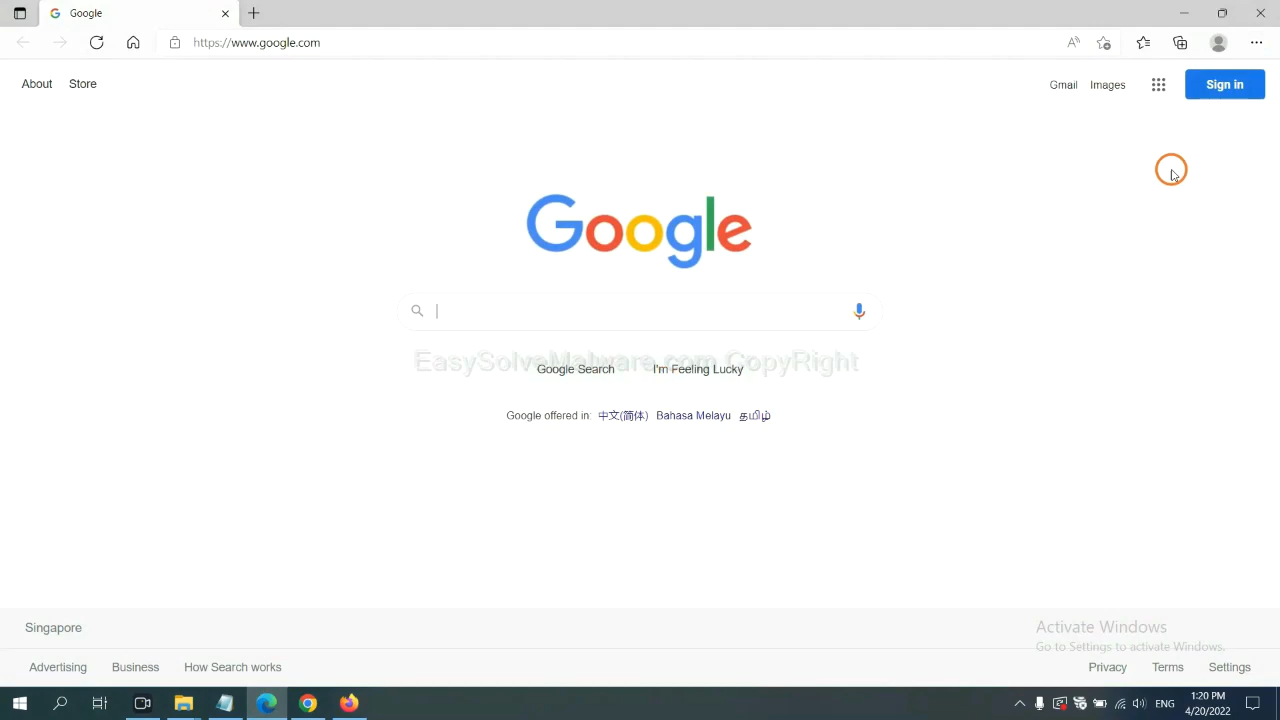 Google
https://www.google.com
About Store
Gmail Images Sign in
Google
EasySolveMalware.com CopyRight
Google Search I'm Feeling Lucky
Google offered in: 中文(简体) Bahasa Melayu தமிழ்
Singapore
Activate Windows
Go to Settings to activate Windows.
Advertising Business How Search works
Privacy Terms Settings
ENG
1:20 PM
4/20/2022